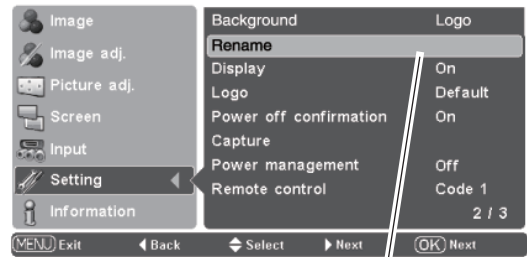 Image
Image adj.
Picture adj.
Screen
Input
Setting
Information
Background Logo
Rename
Display On
Logo Default
Power off confirmation On
Capture
Power management Off
Remote control Code 1
2 / 3
MENU Exit Back Select Next OK Next